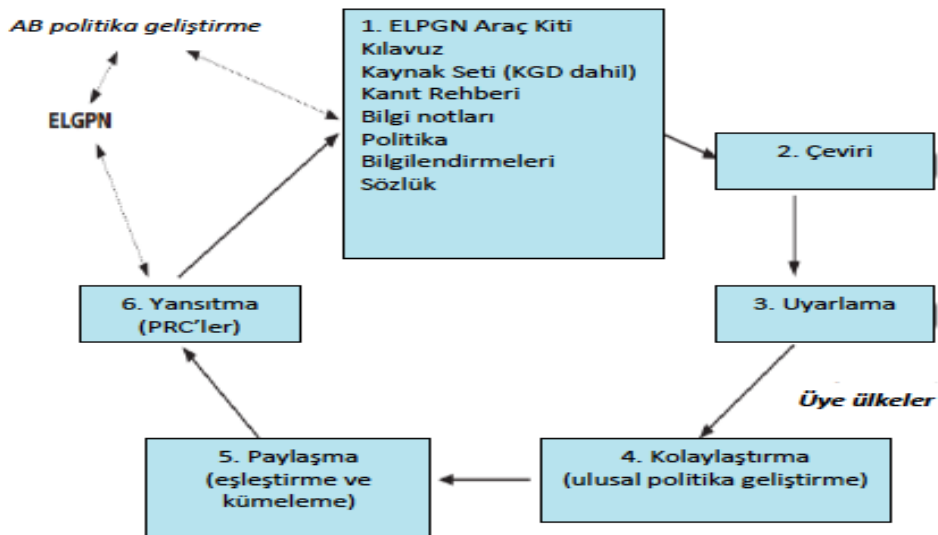 AB politika geliştirme
ELGPN
1. ELPGN Araç Kiti
Kılavuz
Kaynak Seti (KGD dahil)
Kanıt Rehberi
Bilgi notları
Politika
Bilgilendirmeleri
Sözlük
2. Çeviri
3. Uyarlama
Üye ülkeler
4. Kolaylaştırma
(ulusal politika geliştirme)
5. Paylaşma
(eşleştirme ve
kümeleme)
6. Yansıtma
(PRC’ler)